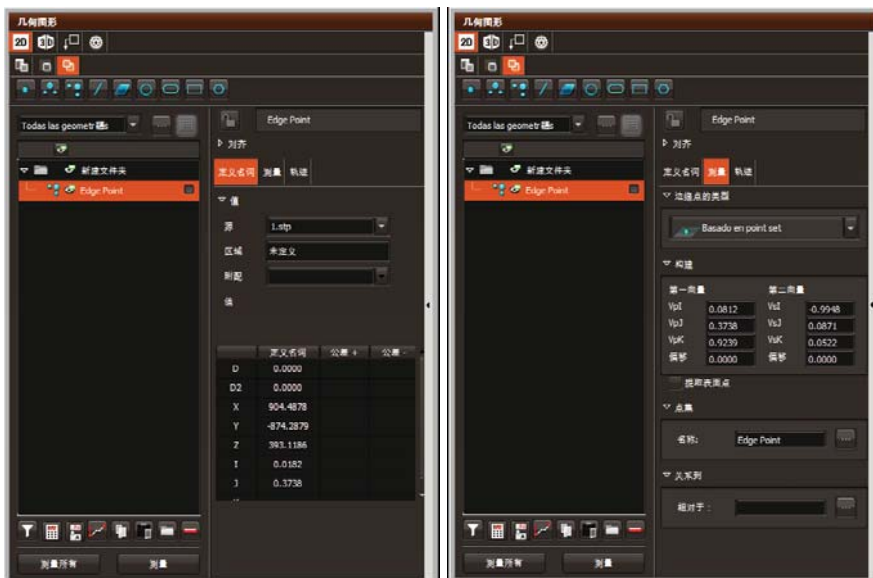 几何图形
2D 3D
Todas las geometr
Edge Point
对齐
新建文件夹
Edge Point
定义名词 测量 轨迹
值
源 1.stp
区域 未定义
附配
值
定义名词 公差 + 公差 -
D 0.0000
D2 0.0000
X 904.4878
Y -874.2879
Z 393.1186
I 0.0182
J 0.3738
测量所有 测量
几何图形
2D 3D
Todas las geometr
Edge Point
对齐
新建文件夹
Edge Point
定义名词 测量 轨迹
边缘点的类型
Basado en point set
构建
第一向量 第二向量
VpI 0.0812 VsI -0.9948
VpJ 0.3738 VsJ 0.0871
VpK 0.9239 VsK 0.0522
偏移 0.0000 偏移 0.0000
提取表面点
点集
名称: Edge Point
关系列
相对于:
测量所有 测量